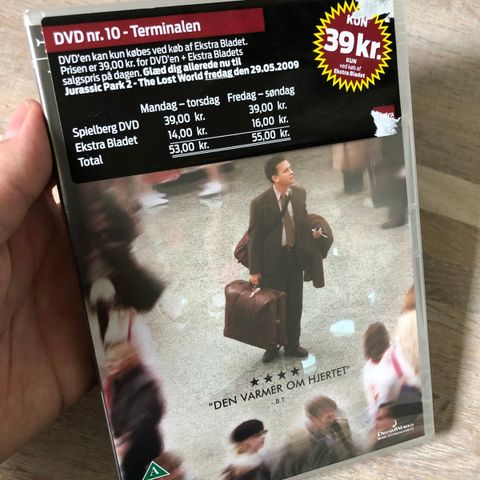 DVD nr. 10 - Terminalen
DVD'en kan kun købes ved køb af Ekstra Bladet.
Prisen er 39,00 kr. for DVD'en + Ekstra Bladets
salgspris på dagen. Glæd dig allerede nu til
Jurassic Park 2 - The Lost World fredag den 29.05.2009
Mandag – torsdag Fredag – søndag
Spielberg DVD 39,00 kr. 39,00 kr.
Ekstra Bladet 14,00 kr. 16,00 kr.
Total 53,00 kr. 55,00 kr.
KUN
39 kr.
KUN
ved køb af
Ekstra Bladet
★★★★
"DEN VARMER OM HJERTET"
- B.T.
A
DREAMWORKS
HOME ENTERTAINMENT